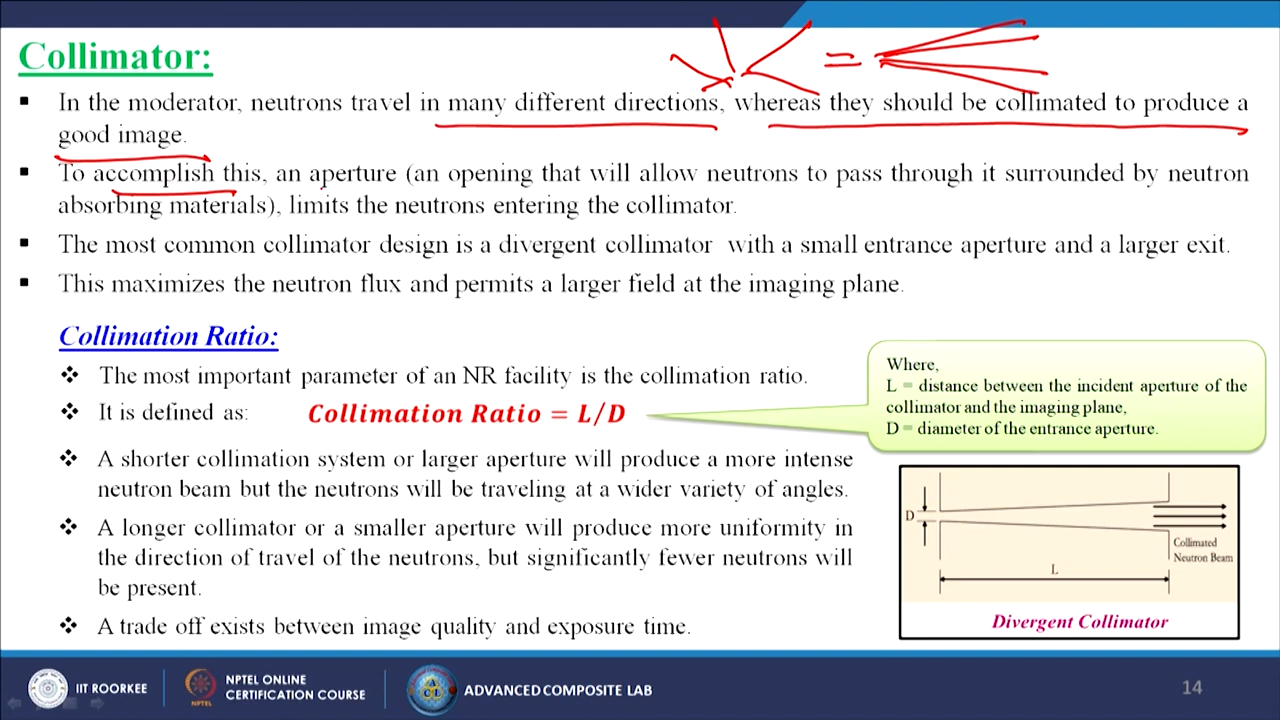 Collimator:
▪ In the moderator, neutrons travel in many different directions, whereas they should be collimated to produce a
good image.
▪ To accomplish this, an aperture (an opening that will allow neutrons to pass through it surrounded by neutron
absorbing materials), limits the neutrons entering the collimator.
▪ The most common collimator design is a divergent collimator with a small entrance aperture and a larger exit.
▪ This maximizes the neutron flux and permits a larger field at the imaging plane.
Collimation Ratio:
❖ The most important parameter of an NR facility is the collimation ratio.
❖ It is defined as: Collimation Ratio = L/D
❖ A shorter collimation system or larger aperture will produce a more intense
neutron beam but the neutrons will be traveling at a wider variety of angles.
❖ A longer collimator or a smaller aperture will produce more uniformity in
the direction of travel of the neutrons, but significantly fewer neutrons will
be present.
❖ A trade off exists between image quality and exposure time.
Where,
L = distance between the incident aperture of the
collimator and the imaging plane,
D = diameter of the entrance aperture.
D
Collimated
Neutron Beam
L
Divergent Collimator
IIT ROORKEE
NPTEL
NPTEL ONLINE
CERTIFICATION COURSE
ADVANCED COMPOSITE LAB
14